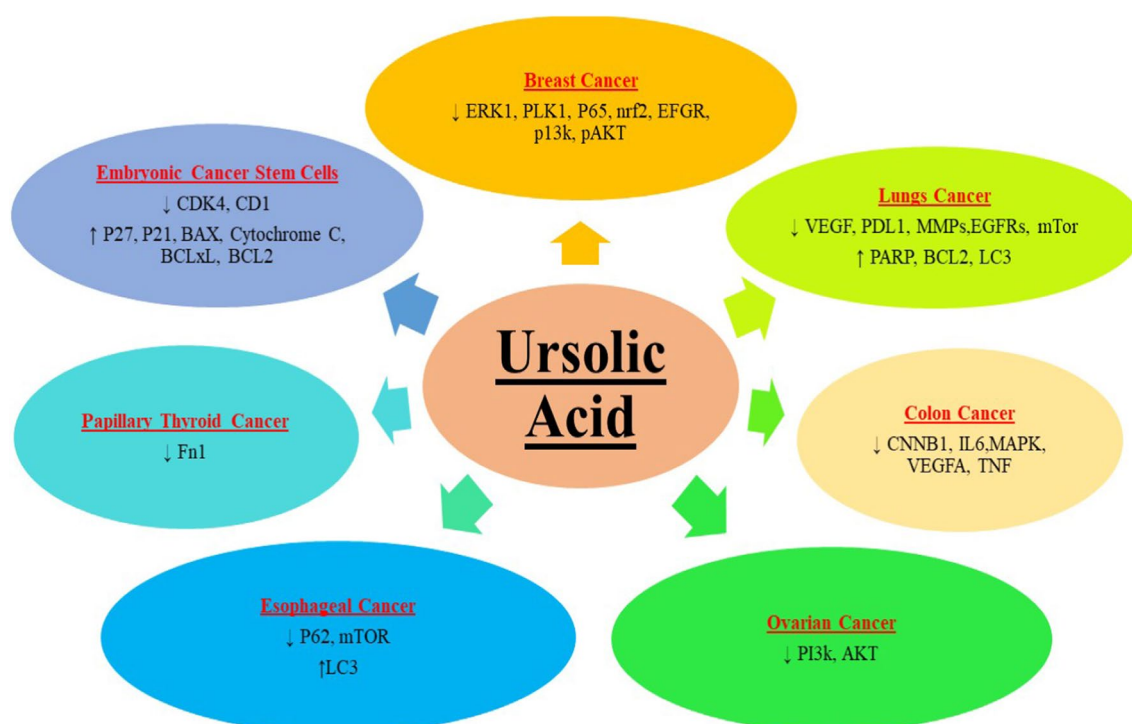 Breast Cancer
↓ ERK1, PLK1, P65, nrf2, EFGR,
p13k, pAKT
Embryonic Cancer Stem Cells
↓ CDK4, CD1
↑ P27, P21, BAX, Cytochrome C,
BCLxL, BCL2
Lungs Cancer
↓ VEGF, PDL1, MMPs,EGFRs, mTor
↑ PARP, BCL2, LC3
Ursolic
Acid
Papillary Thyroid Cancer
↓ Fn1
Colon Cancer
↓ CNNB1, IL6,MAPK,
VEGFA, TNF
Esophageal Cancer
↓ P62, mTOR
↑LC3
Ovarian Cancer
↓ PI3k, AKT